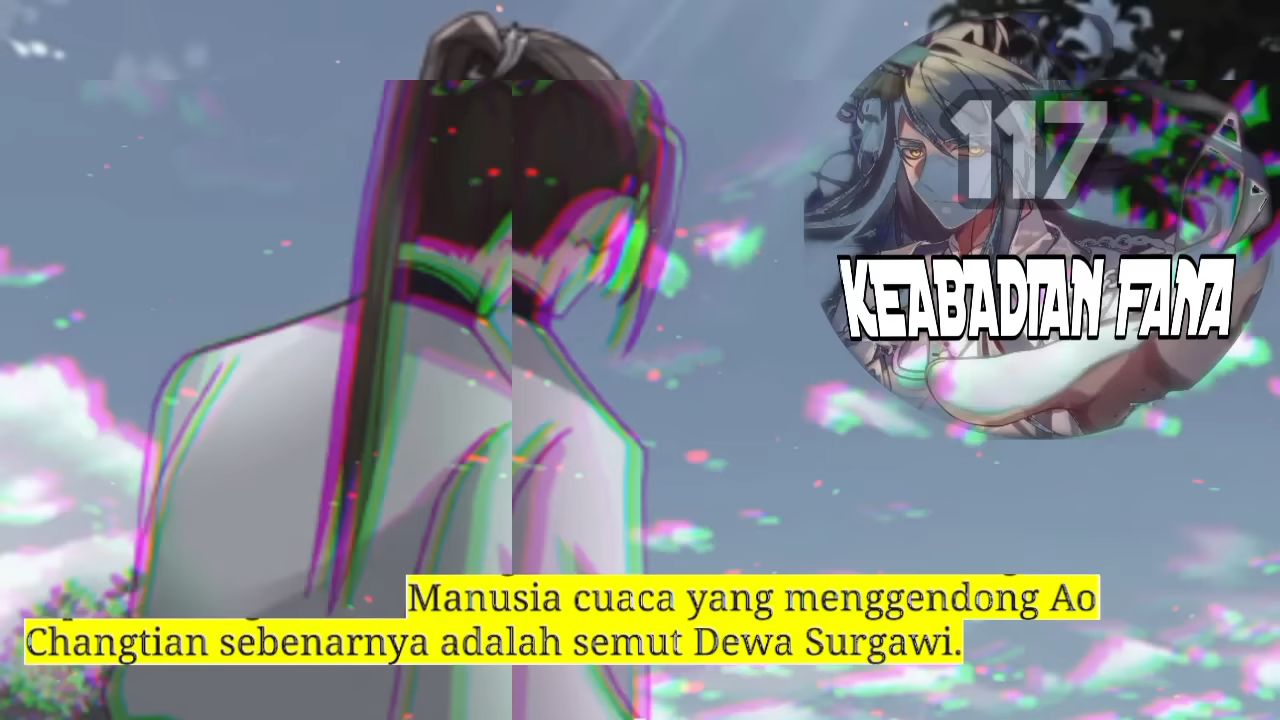 117
KEABADIAN FANA
Manusia cuaca yang menggendong Ao
Changtian sebenarnya adalah semut Dewa Surgawi.